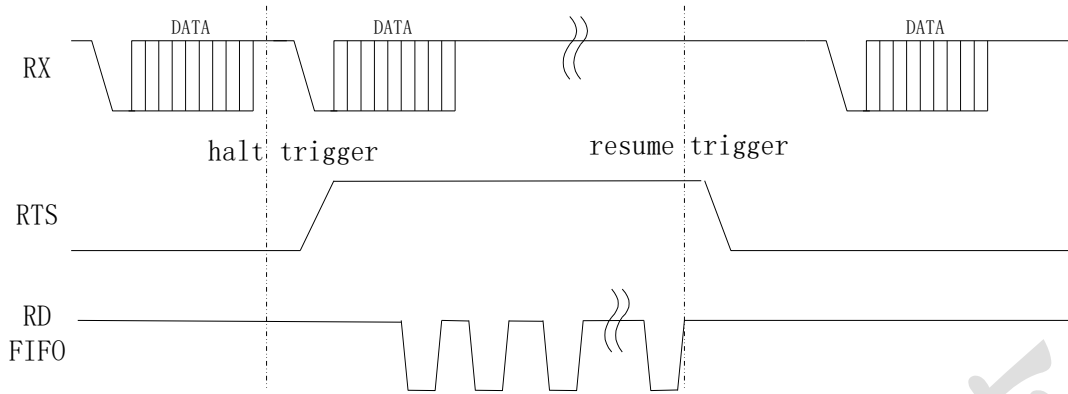 DATA
DATA
DATA
RX
halt trigger
resume trigger
RTS
RD
FIFO